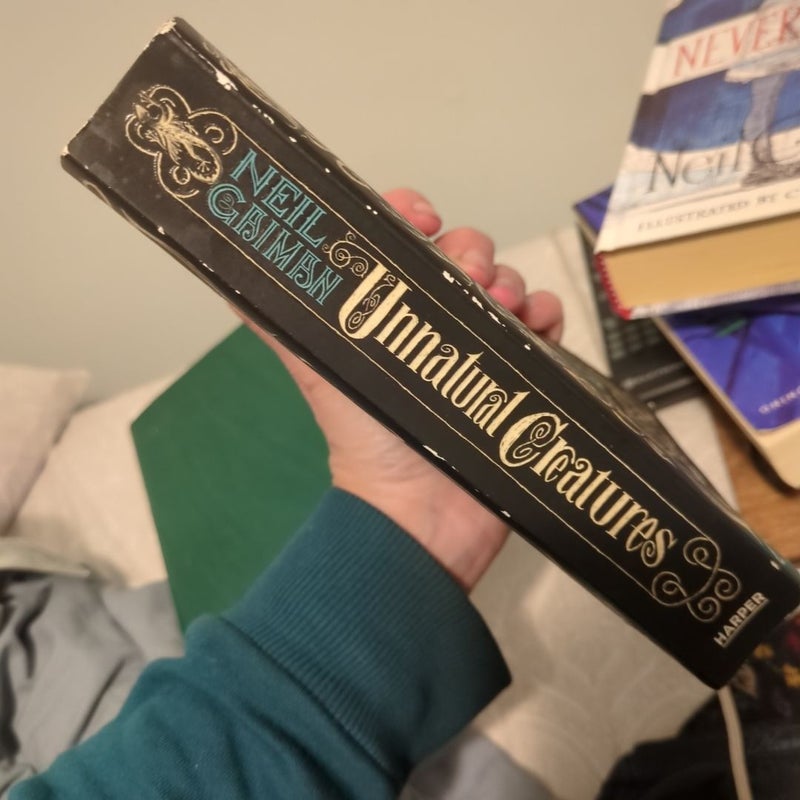 NEIL
GAIMAN
Unnatural Creatures
HARPER
NEVER
Neil
ILLUSTRATED BY C